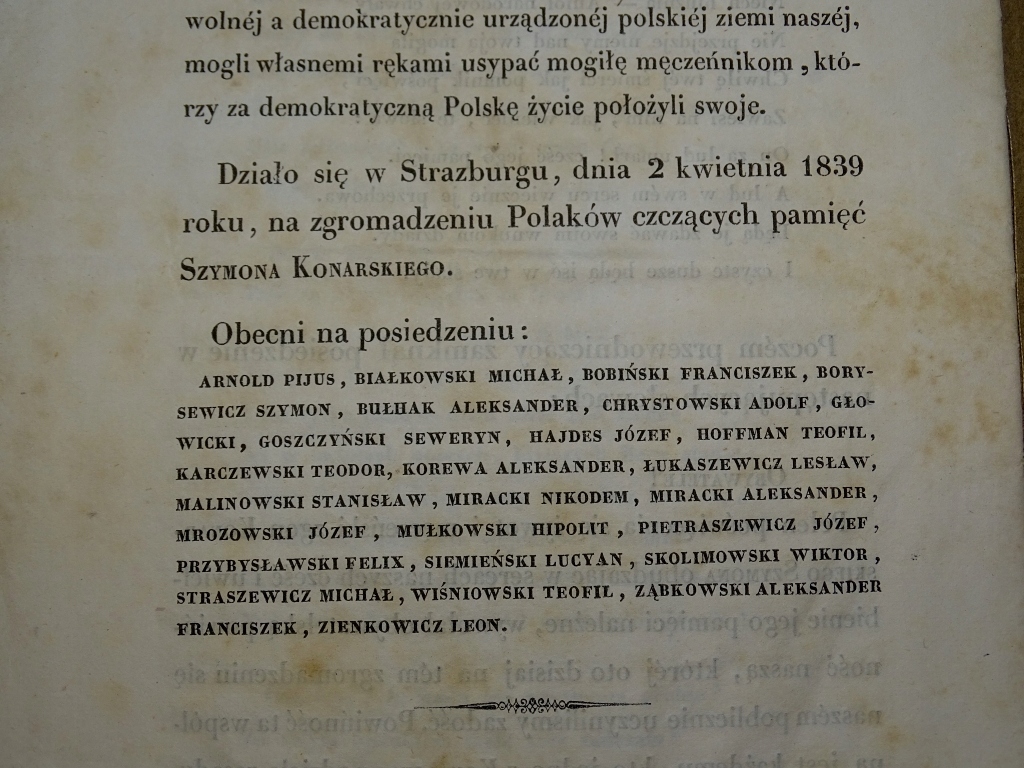 wolnéj a demokratycznie urządzonéj polskiéj ziemi naszéj,
mogli własnemi rękami usypać mogiłę męczeńnikom , któ-
rzy za demokratyczną Polskę życie położyli swoje.
Działo się w Strazburgu, dnia 2 kwietnia 1839
roku, na zgromadzeniu Polaków czczących pamięć
SZYMONA KONARSKIEGO.
Obecni na posiedzeniu :
ARNOLD PIJUS , BIAŁKOWSKI MICHAŁ , BOBIŃSKI FRANCISZEK , BORY-
SEWICZ SZYMON , BUŁHAK ALEKSANDER , CHRYSTOWSKI ADOLF , GŁO-
WICKI , GOSZCZYŃSKI SEWERYN , HAJDES JÓZEF , HOFFMAN TEOFIL ,
KARCZEWSKI TEODOR, KOREWA ALEKSANDER , ŁUKASZEWICZ LESŁAW,
MALINOWSKI STANISŁAW , MIRACKI NIKODEM , MIRACKI ALEKSANDER ,
MROZOWSKI JÓZEF , MUŁKOWSKI HIPOLIT , PIETRASZEWICZ JÓZEF ,
PRZYBYSŁAWSKI FELIX , SIEMIEŃSKI LUCYAN , SKOLIMOWSKI WIKTOR ,
STRASZEWICZ MICHAŁ , WIŚNIOWSKI TEOFIL , ZĄBKOWSKI ALEKSANDER
FRANCISZEK , ZIENKOWICZ LEON.